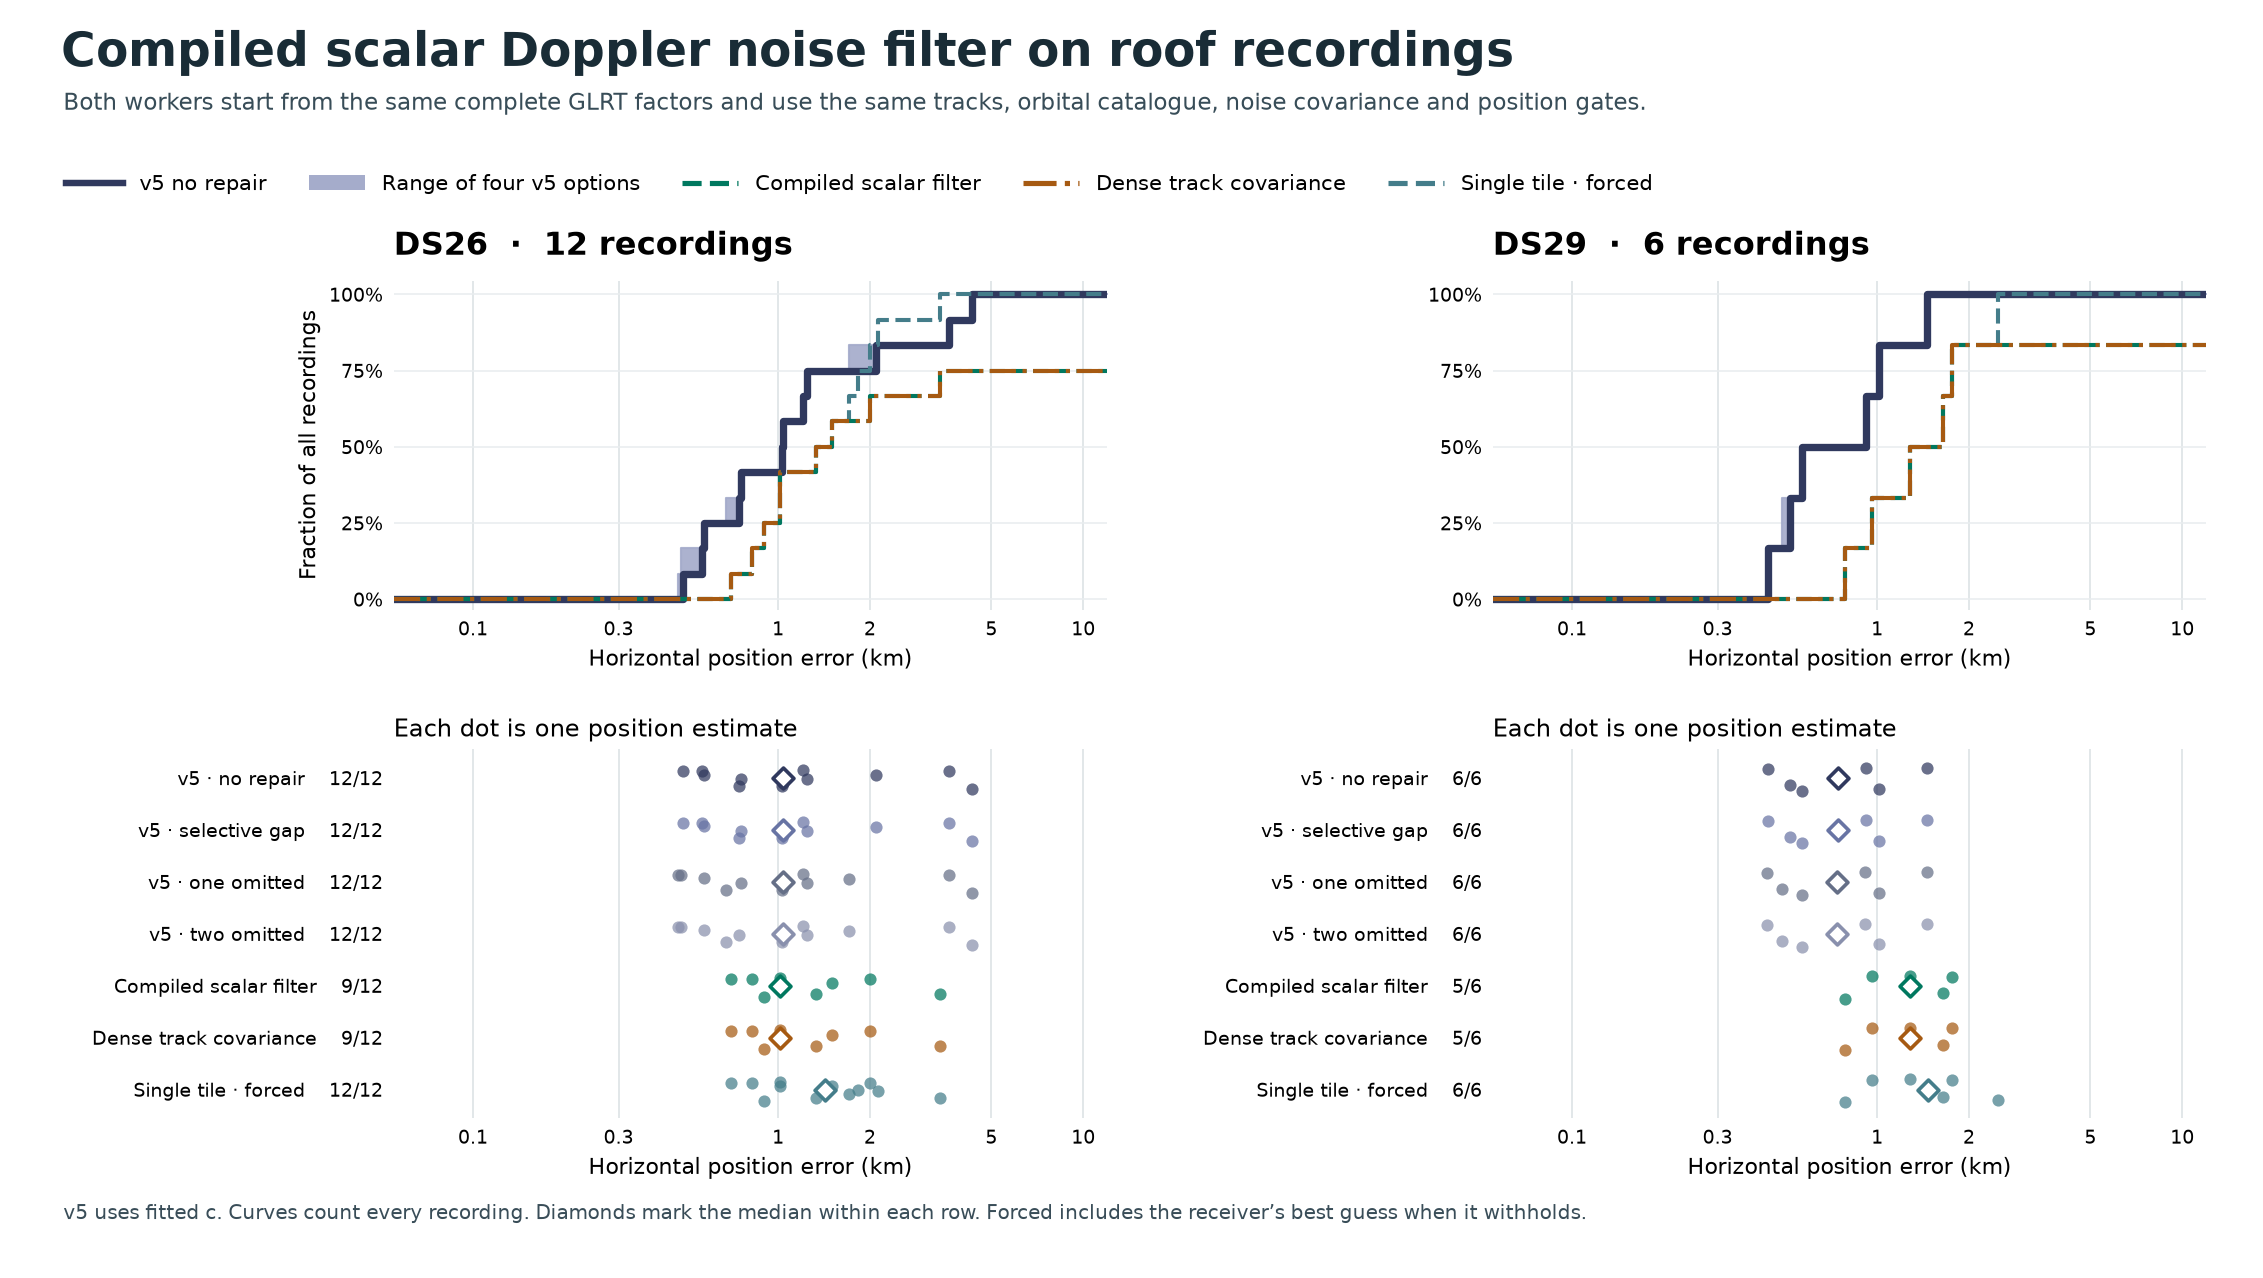 Compiled scalar Doppler noise filter on roof recordings
Both workers start from the same complete GLRT factors and use the same tracks, orbital catalogue, noise covariance and position gates.
v5 no repair
Range of four v5 options
Compiled scalar filter
Dense track covariance
Single tile · forced
DS26 · 12 recordings
100%
75%
50%
25%
0%
Fraction of all recordings
0.1 0.3 1 2 5 10
Horizontal position error (km)
DS29 · 6 recordings
100%
75%
50%
25%
0%
0.1 0.3 1 2 5 10
Horizontal position error (km)
Each dot is one position estimate
v5 · no repair 12/12
v5 · selective gap 12/12
v5 · one omitted 12/12
v5 · two omitted 12/12
Compiled scalar filter 9/12
Dense track covariance 9/12
Single tile · forced 12/12
0.1 0.3 1 2 5 10
Horizontal position error (km)
Each dot is one position estimate
v5 · no repair 6/6
v5 · selective gap 6/6
v5 · one omitted 6/6
v5 · two omitted 6/6
Compiled scalar filter 5/6
Dense track covariance 5/6
Single tile · forced 6/6
0.1 0.3 1 2 5 10
Horizontal position error (km)
v5 uses fitted c. Curves count every recording. Diamonds mark the median within each row. Forced includes the receiver’s best guess when it withholds.